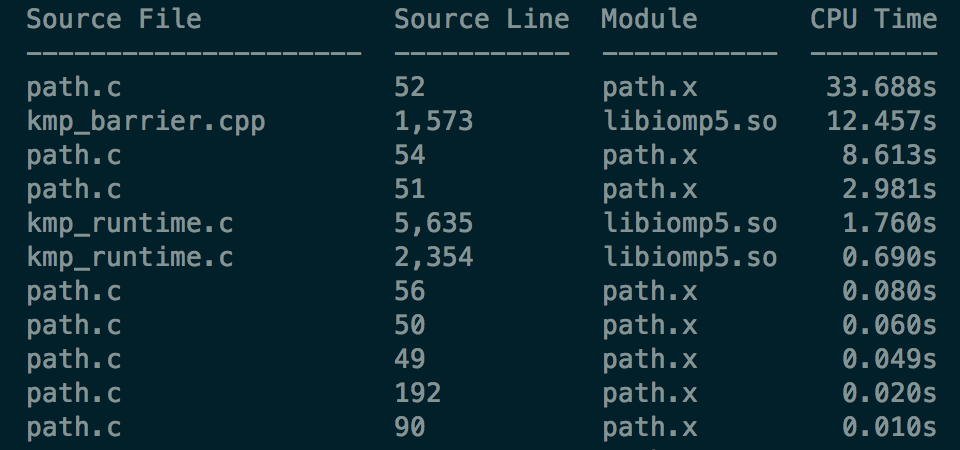 Source File Source Line Module CPU Time
--------------------- ----------- ----------- --------
path.c 52 path.x 33.688s
kmp_barrier.cpp 1,573 libiomp5.so 12.457s
path.c 54 path.x 8.613s
path.c 51 path.x 2.981s
kmp_runtime.c 5,635 libiomp5.so 1.760s
kmp_runtime.c 2,354 libiomp5.so 0.690s
path.c 56 path.x 0.080s
path.c 50 path.x 0.060s
path.c 49 path.x 0.049s
path.c 192 path.x 0.020s
path.c 90 path.x 0.010s